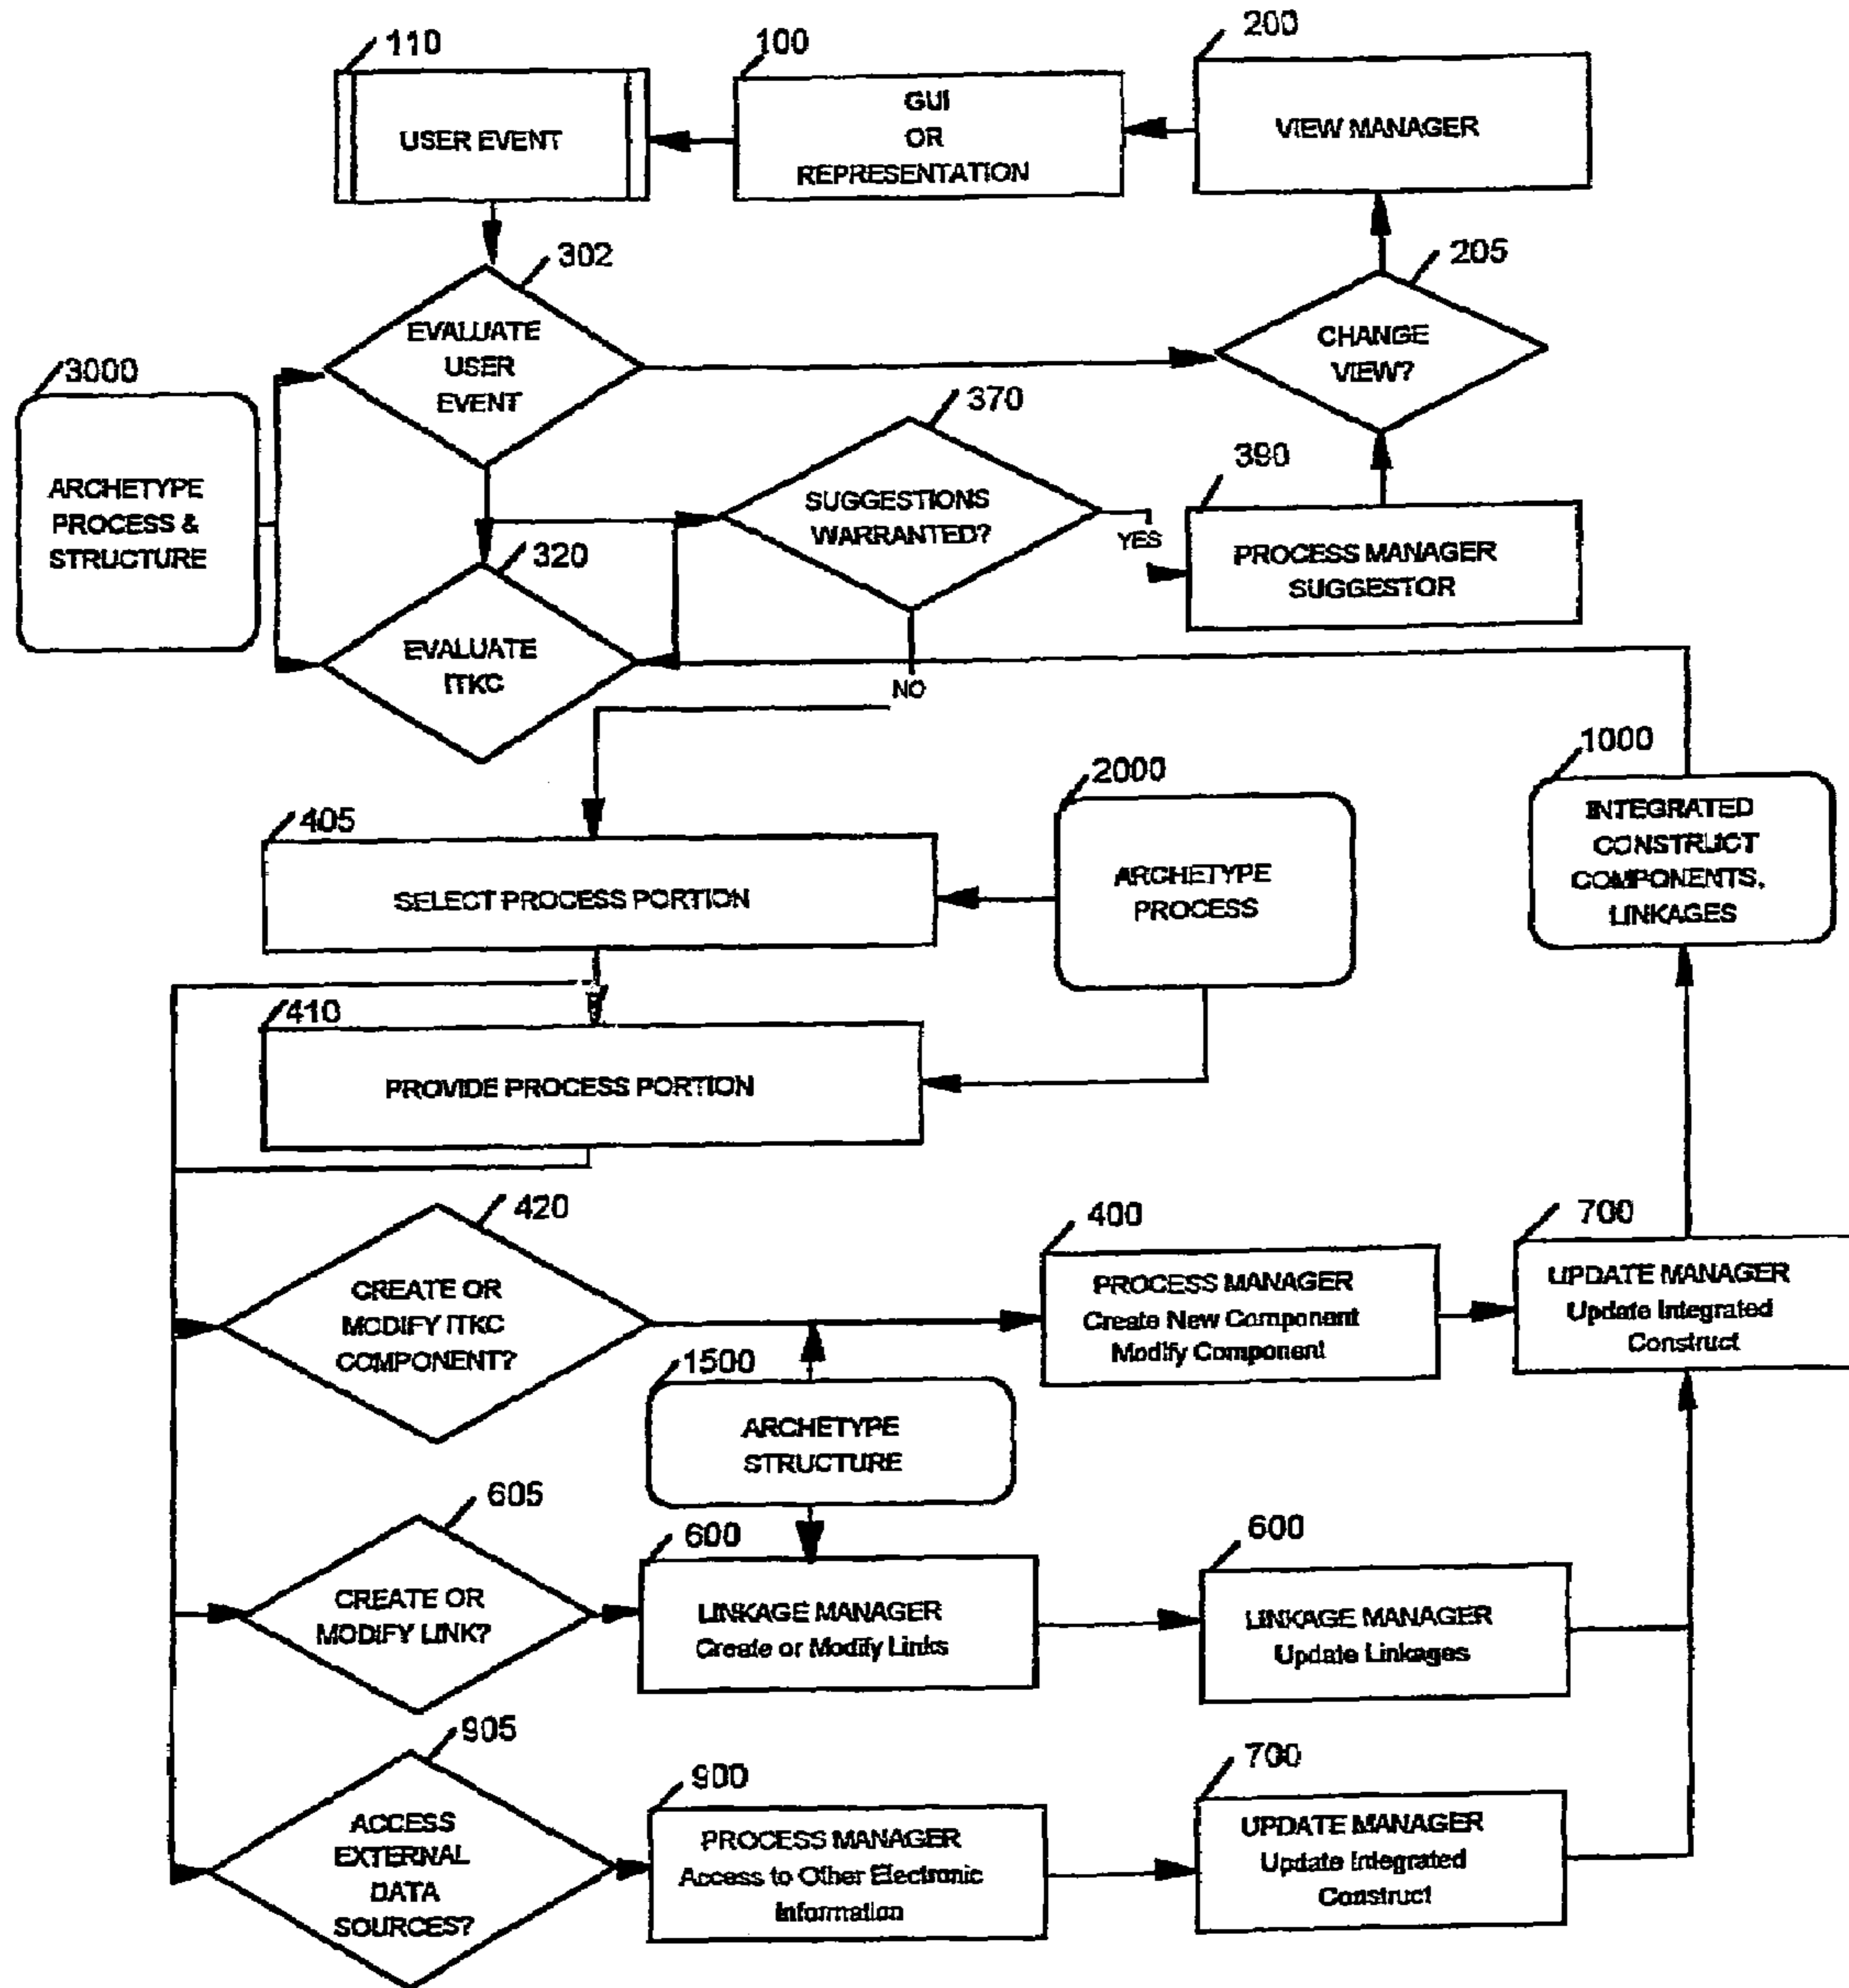 110
USER EVENT
100
GUI
OR
REPRESENTATION
200
VIEW MANAGER
302
EVALUATE
USER
EVENT
205
CHANGE
VIEW?
3000
ARCHETYPE
PROCESS &
STRUCTURE
370
SUGGESTIONS
WARRANTED?
YES
NO
390
PROCESS MANAGER
SUGGESTOR
320
EVALUATE
ITKC
405
SELECT PROCESS PORTION
2000
ARCHETYPE
PROCESS
1000
INTEGRATED
CONSTRUCT
COMPONENTS,
LINKAGES
410
PROVIDE PROCESS PORTION
420
CREATE OR
MODIFY ITKC
COMPONENT?
400
PROCESS MANAGER
Create New Component
Modify Component
700
UPDATE MANAGER
Update Integrated
Construct
1500
ARCHETYPE
STRUCTURE
605
CREATE OR
MODIFY LINK?
600
LINKAGE MANAGER
Create or Modify Links
600
LINKAGE MANAGER
Update Linkages
905
ACCESS
EXTERNAL
DATA
SOURCES?
900
PROCESS MANAGER
Access to Other Electronic
Information
700
UPDATE MANAGER
Update Integrated
Construct